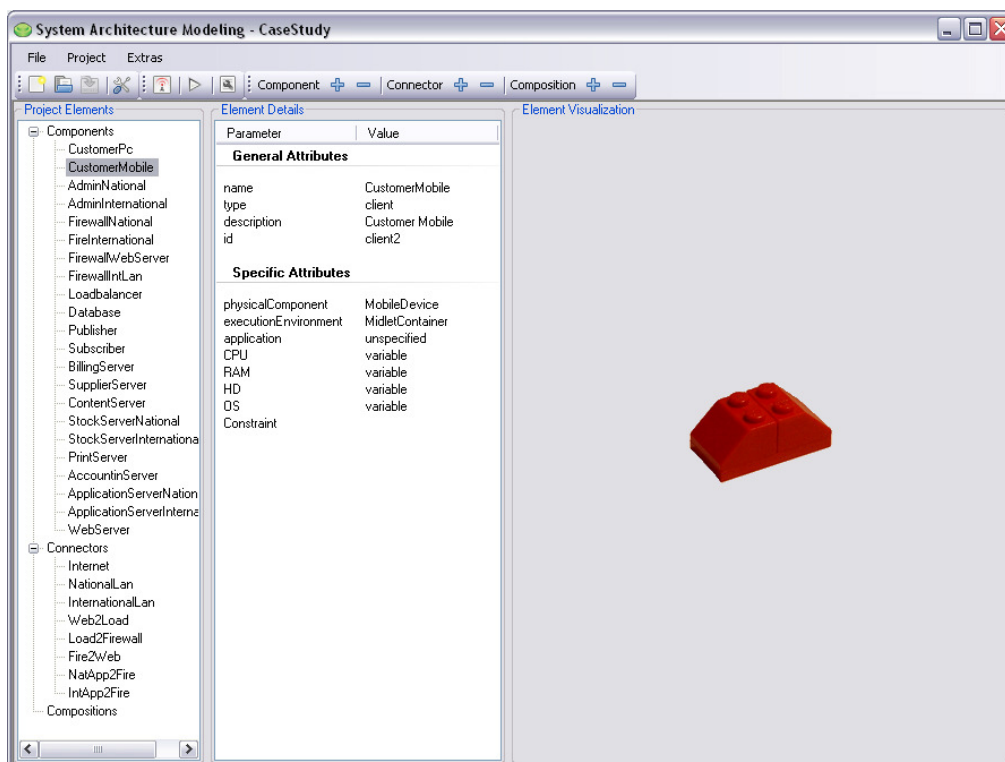 System Architecture Modeling - CaseStudy
File Project Extras
Component Connector Composition
Project Elements
Components
CustomerPc
CustomerMobile
AdminNational
AdminInternational
FirewallNational
FireInternational
FirewallWebServer
FirewallIntLan
Loadbalancer
Database
Publisher
Subscriber
BillingServer
SupplierServer
ContentServer
StockServerNational
StockServerInternationa
PrintServer
AccountinServer
ApplicationServerNation
ApplicationServerInterna
WebServer
Connectors
Internet
NationalLan
InternationalLan
Web2Load
Load2Firewall
Fire2Web
NatApp2Fire
IntApp2Fire
Compositions
Element Details
Parameter Value
General Attributes
name CustomerMobile
type client
description Customer Mobile
id client2
Specific Attributes
physicalComponent MobileDevice
executionEnvironment MidletContainer
application unspecified
CPU variable
RAM variable
HD variable
OS variable
Constraint
Element Visualization